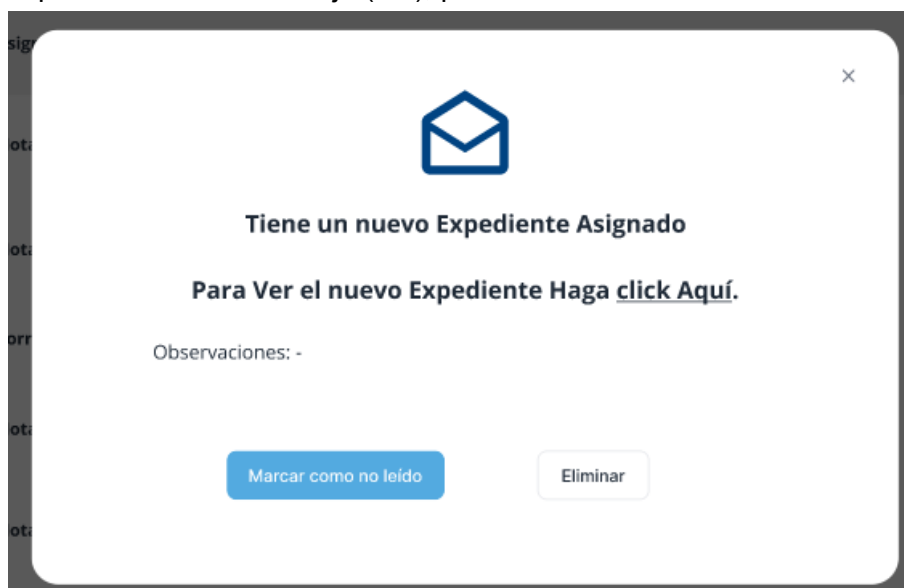 Tiene un nuevo Expediente Asignado
Para Ver el nuevo Expediente Haga click Aquí.
Observaciones: -
Marcar como no leído
Eliminar